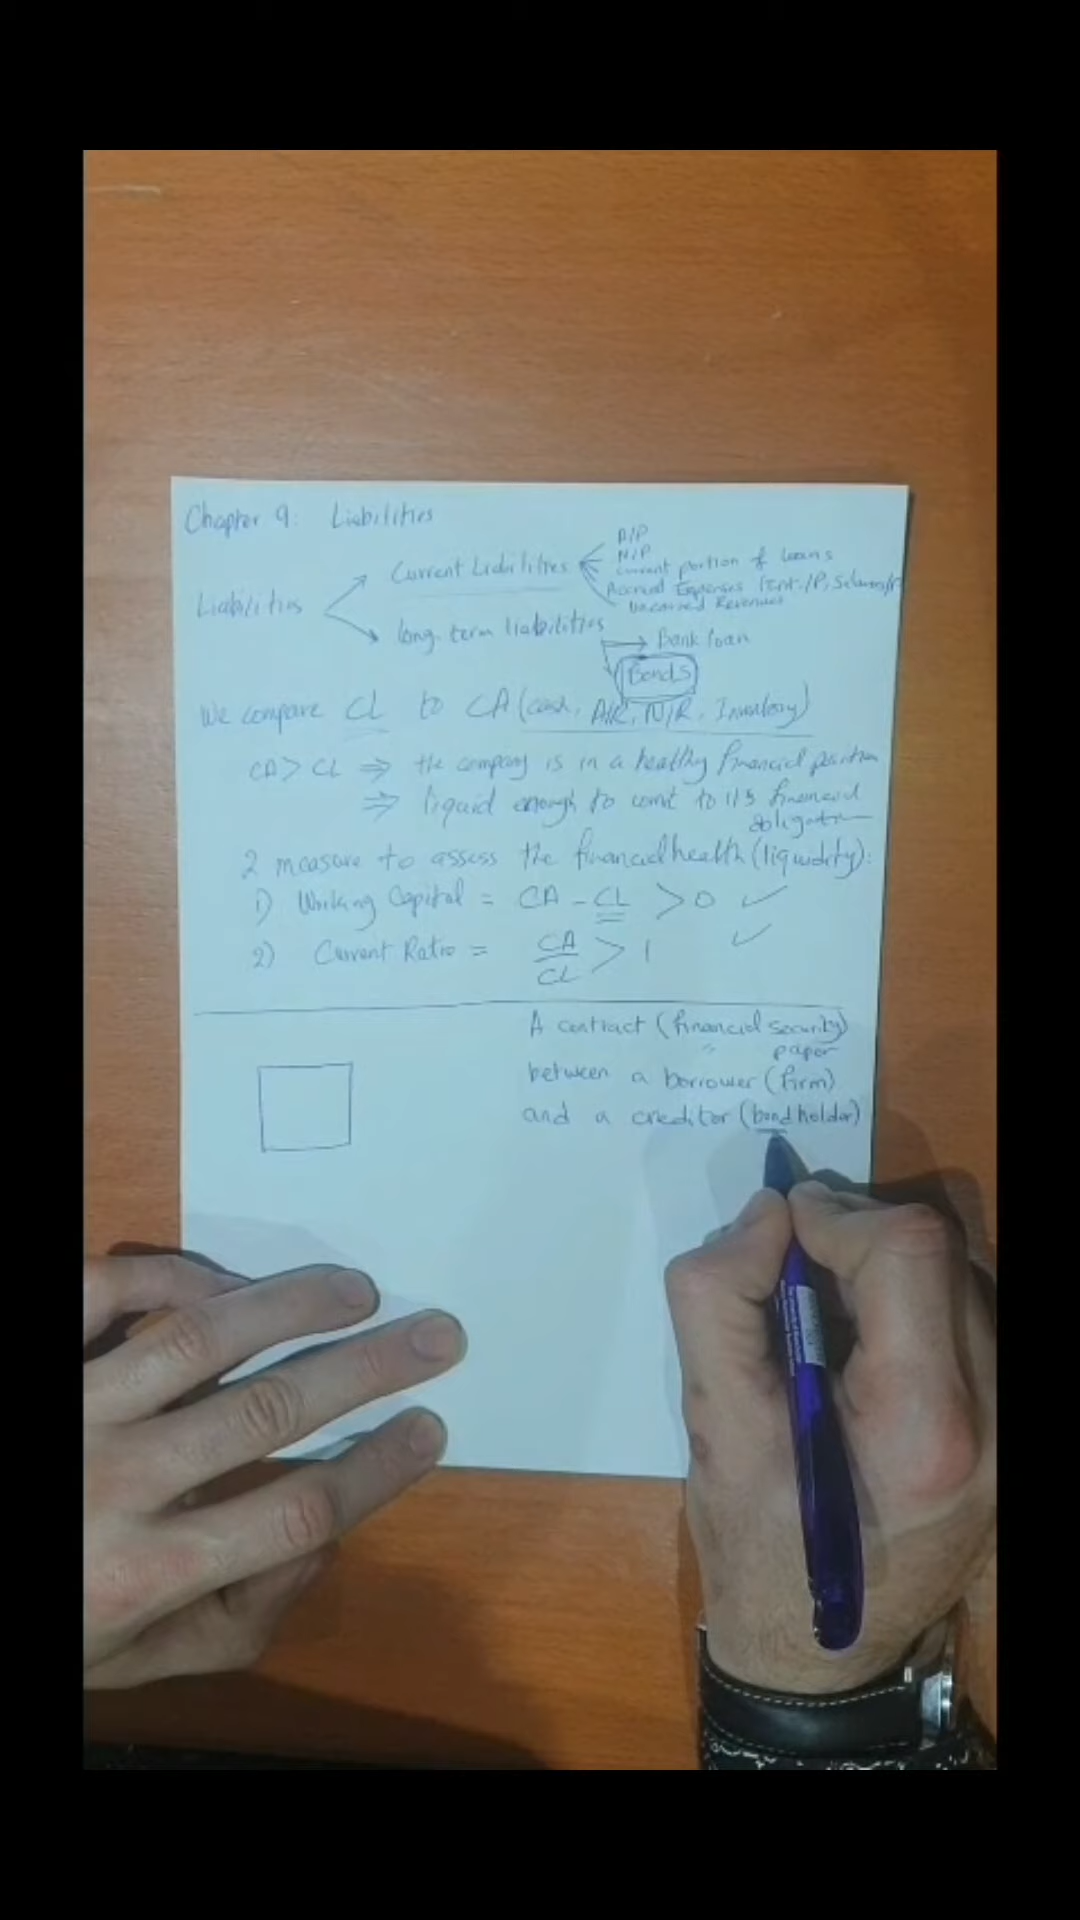 Chapter 9: Liabilities
A/P
N/P
Current Liabilities
current portion of loans
Accrued Expenses (Int./P, Salaries/P
Unearned Revenues
Liabilities
long-term liabilities
Bank loan
Bonds
We compare CL to CA (cash, A/R, N/R, Inventory)
CA > CL ⇒ the company is in a healthy financial position
⇒ liquid enough to to its financial
obligation
2 measure to assess the financial health (liquidity):
1) Working Capital = CA - CL > 0 ✓
2) Current Ratio = CA/CL > 1 ✓
A contract (financial security)
" paper
between a borrower (firm)
and a creditor (bondholder)